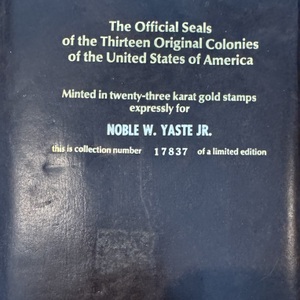 The Official Seals
of the Thirteen Original Colonies
of the United States of America
Minted in twenty-three karat gold stamps
expressly for
NOBLE W. YASTE JR.
this is collection number 17837 of a limited edition